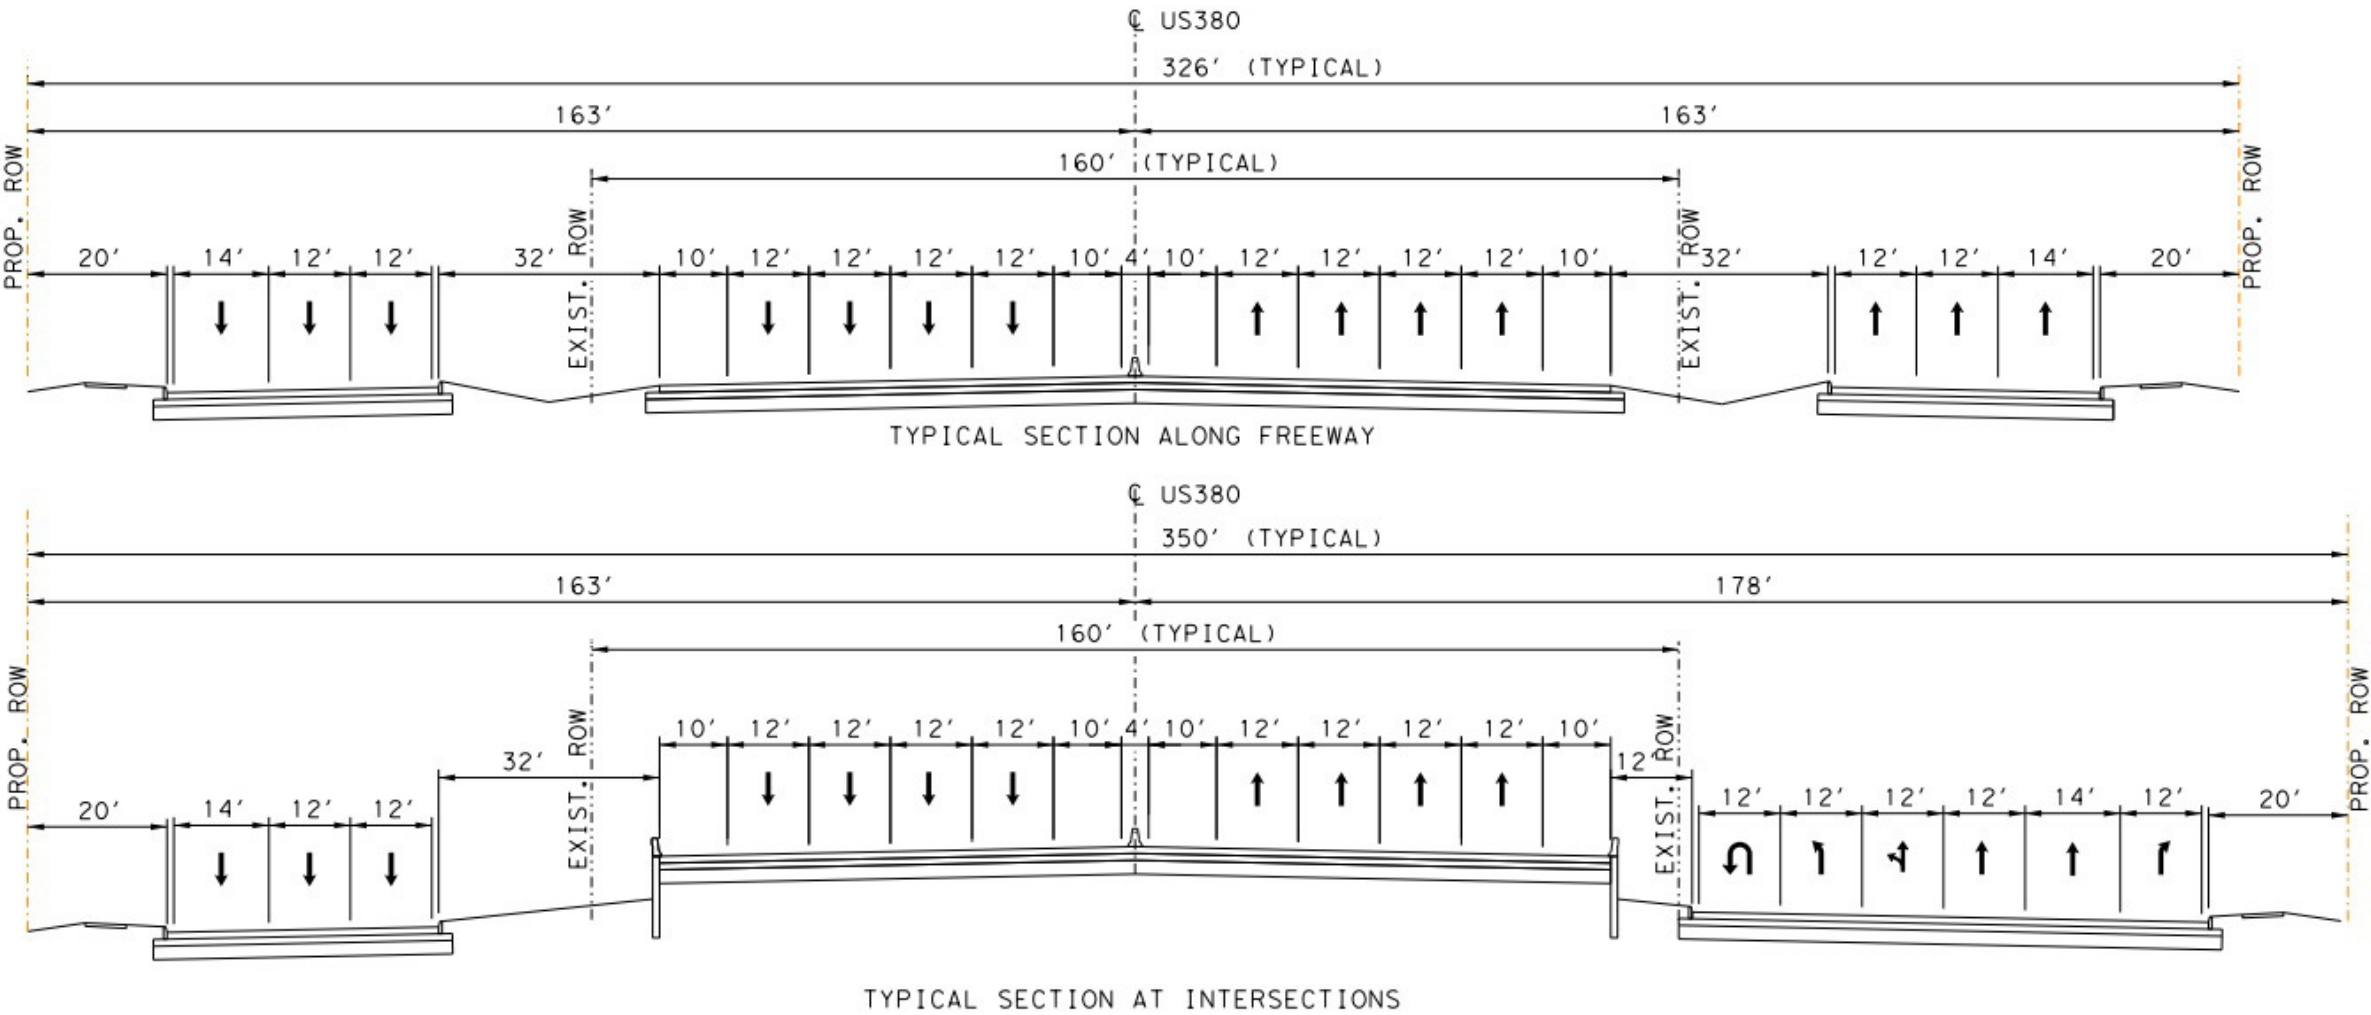 ℄ US380
326' (TYPICAL)
163' 163'
160' (TYPICAL)
PROP. ROW
EXIST. ROW
EXIST. ROW
PROP. ROW
20' 14' 12' 12' 32' 10' 12' 12' 12' 12' 10' 4' 10' 12' 12' 12' 12' 10' 32' 12' 12' 14' 20'
TYPICAL SECTION ALONG FREEWAY
℄ US380
350' (TYPICAL)
163' 178'
160' (TYPICAL)
PROP. ROW
EXIST. ROW
EXIST. ROW
PROP. ROW
10' 12' 12' 12' 12' 10' 4' 10' 12' 12' 12' 12' 10'
32' 12'
20' 14' 12' 12' 12' 12' 12' 12' 14' 12' 20'
TYPICAL SECTION AT INTERSECTIONS